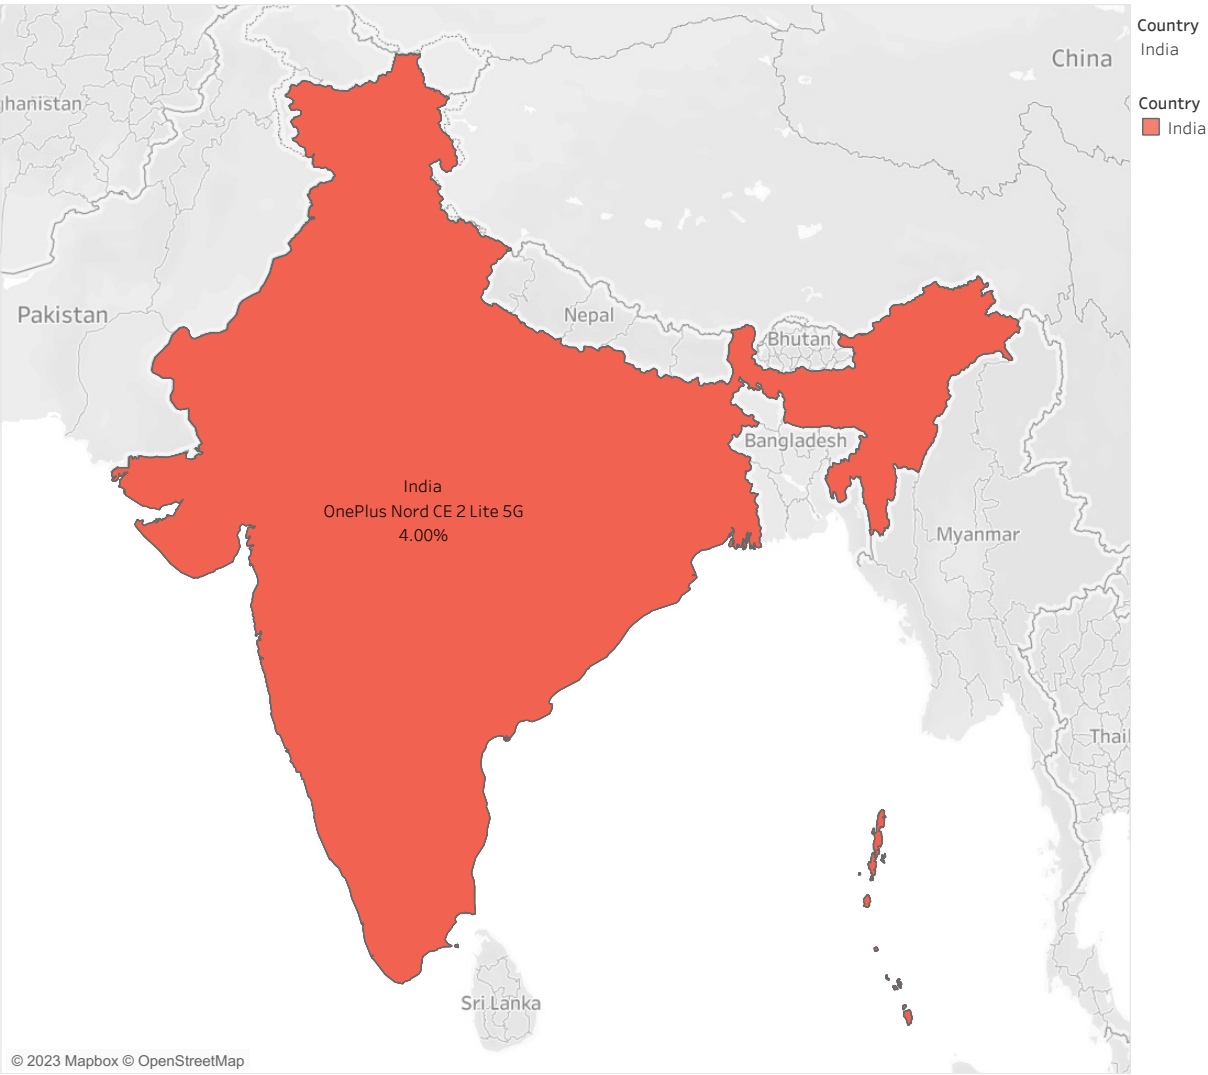 China
hanistan
Pakistan
Nepal
Bhutan
Bangladesh
India
OnePlus Nord CE 2 Lite 5G
4.00%
Myanmar
Thail
Sri Lanka
© 2023 Mapbox © OpenStreetMap
Country
India
Country
India